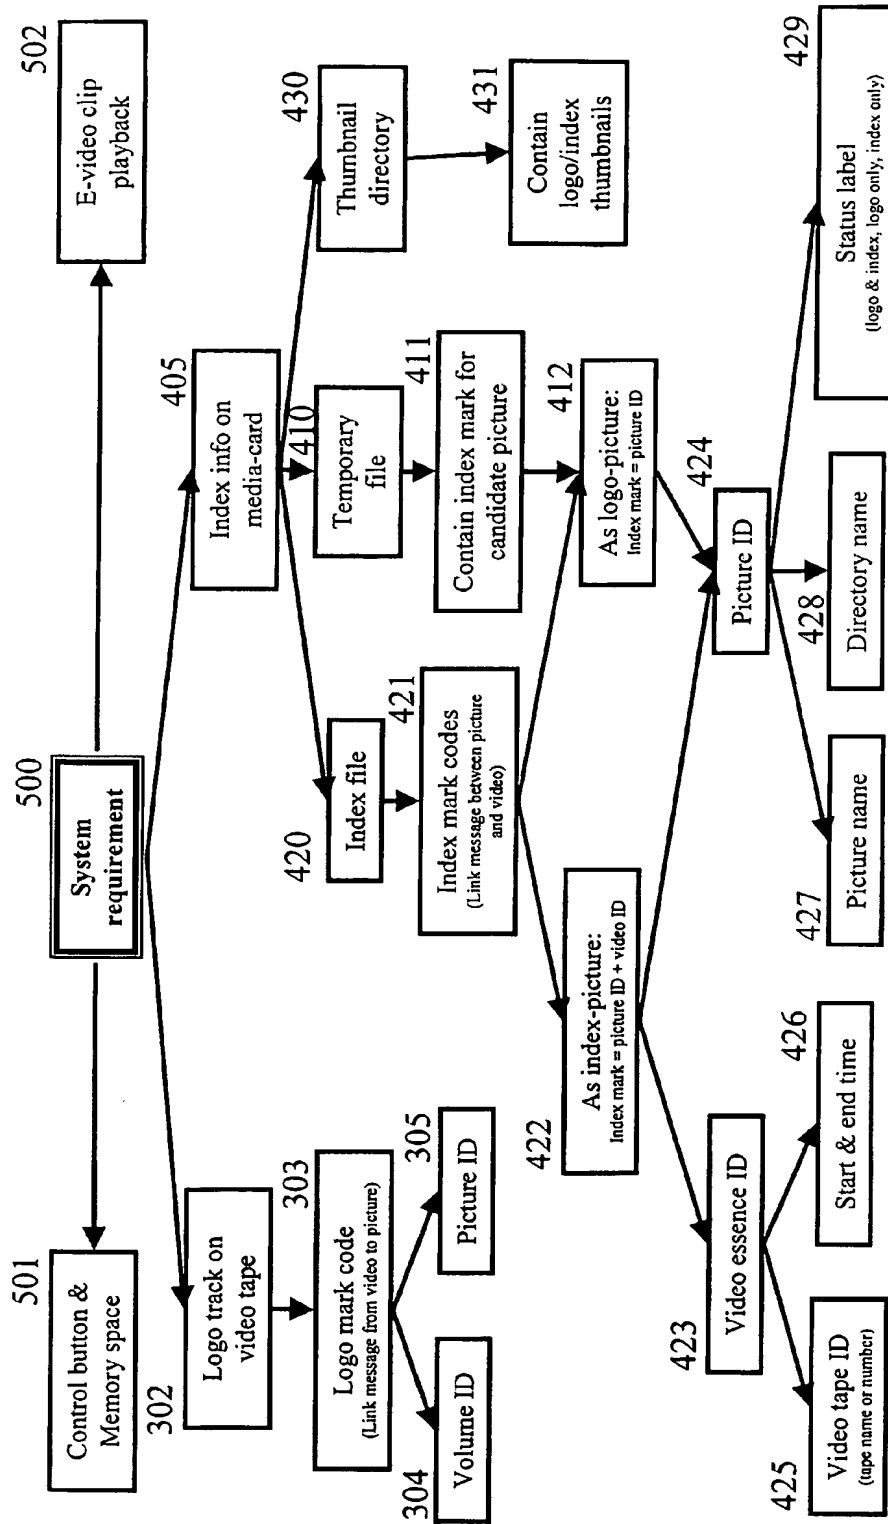 500
System
requirement
501
Control button &
Memory space
502
E-video clip
playback
302
Logo track on
video tape
405
Index info on
media-card
303
Logo mark code
(Link message from video to picture)
304
Volume ID
305
Picture ID
420
Index file
410
Temporary
file
430
Thumbnail
directory
421
Index mark codes
(Link message between picture
and video)
411
Contain index mark for
candidate picture
431
Contain
logo/index
thumbnails
422
As index-picture:
Index mark = picture ID + video ID
412
As logo-picture:
Index mark = picture ID
423
Video essence ID
424
Picture ID
425
Video tape ID
(tape name or number)
426
Start & end time
427
Picture name
428
Directory name
429
Status label
(logo & index, logo only, index only)